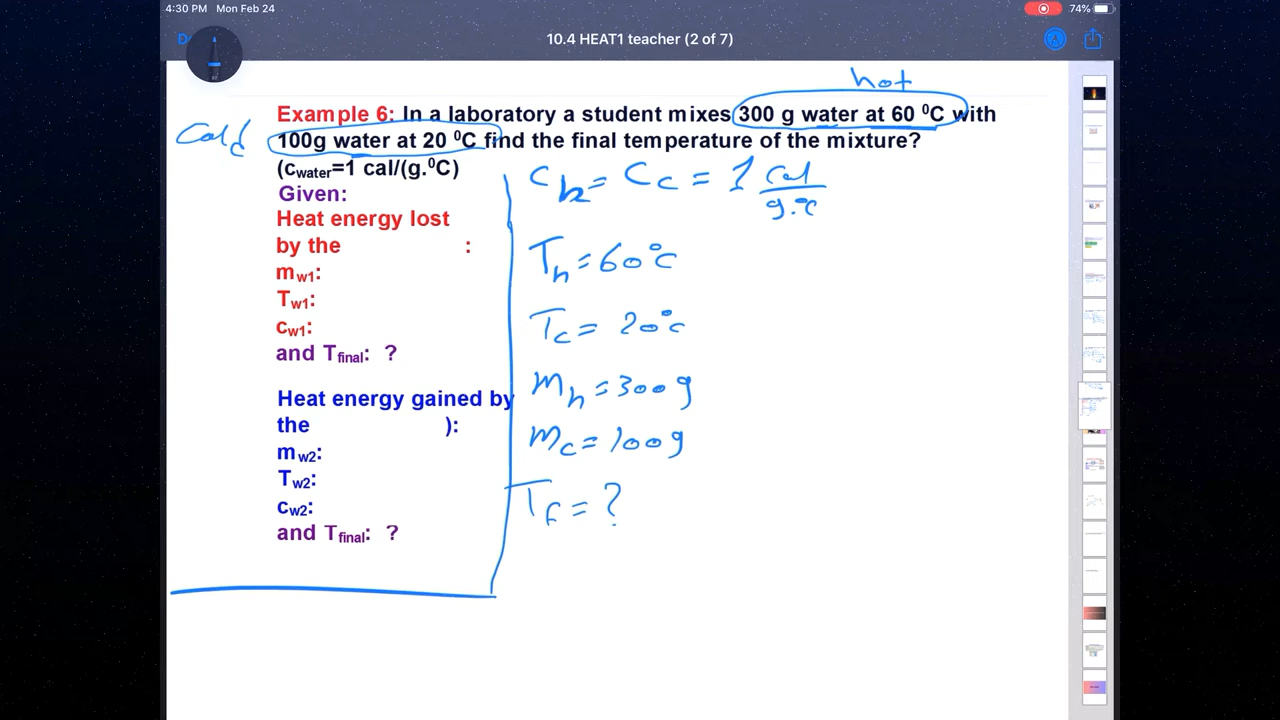 4:30 PM Mon Feb 24
74%
10.4 HEAT1 teacher (2 of 7)
hot
Example 6: In a laboratory a student mixes 300 g water at 60 ⁰C with
Cold
100g water at 20 ⁰C find the final temperature of the mixture?
(cwater=1 cal/(g.⁰C)
Given:
Heat energy lost
by the :
mw1:
Tw1:
cw1:
and Tfinal: ?
Heat energy gained by
the ):
mw2:
Tw2:
cw2:
and Tfinal: ?
Ch = Cc = 1 Cal/g.°C
Th = 60°C
Tc = 20°C
mh = 300g
mc = 100g
Tf = ?